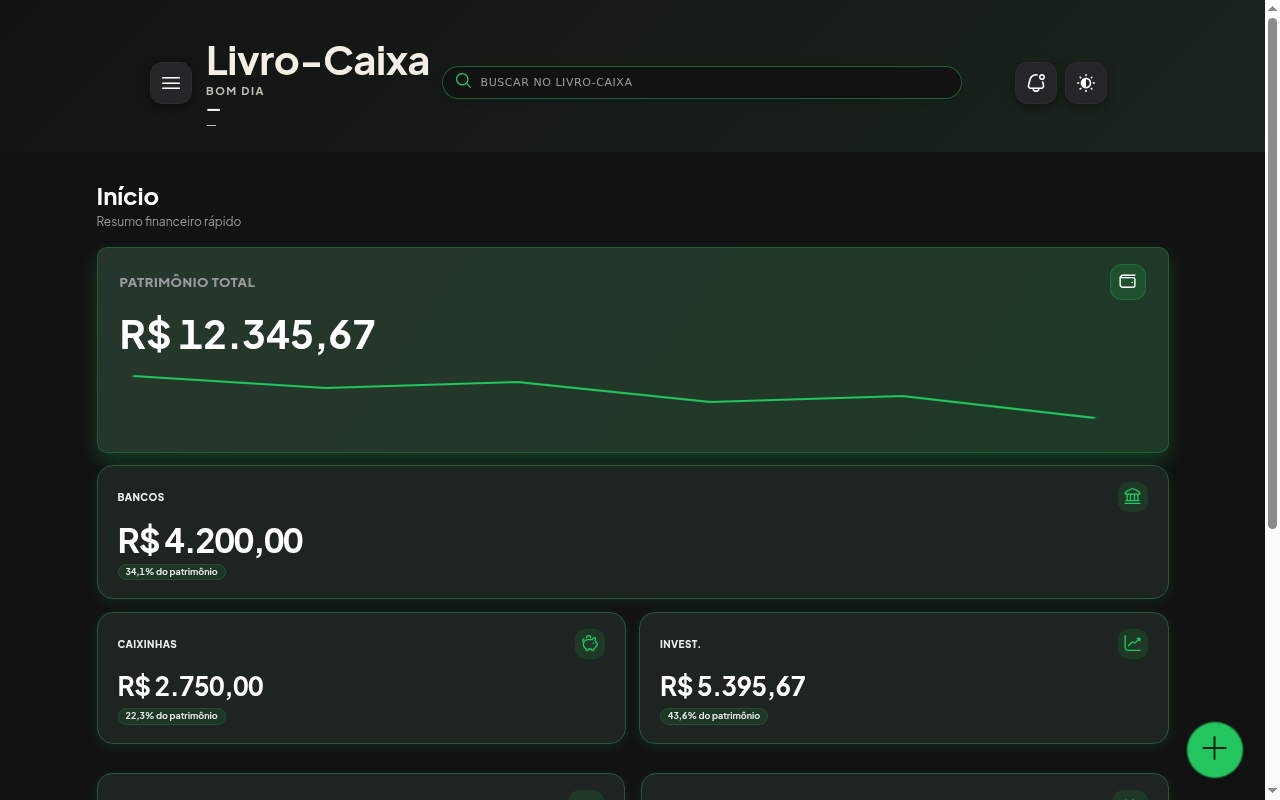 Livro-Caixa
BOM DIA
—
—
BUSCAR NO LIVRO-CAIXA
Início
Resumo financeiro rápido
PATRIMÔNIO TOTAL
R$ 12.345,67
BANCOS
R$ 4.200,00
34,1% do patrimônio
CAIXINHAS
R$ 2.750,00
22,3% do patrimônio
INVEST.
R$ 5.395,67
43,6% do patrimônio